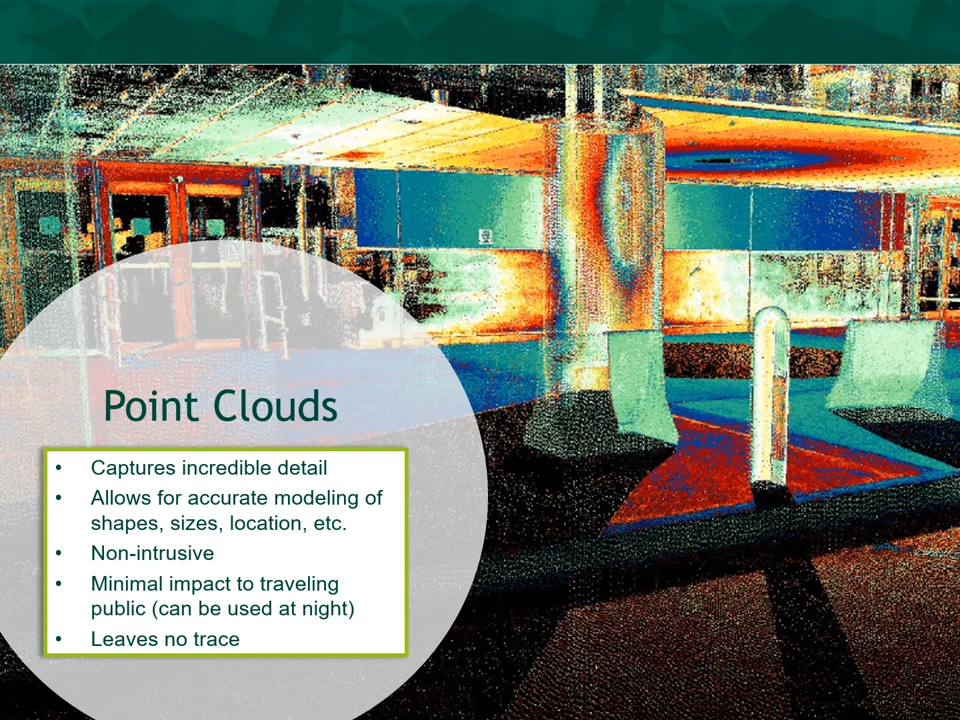 Point Clouds
• Captures incredible detail
• Allows for accurate modeling of
shapes, sizes, location, etc.
• Non-intrusive
• Minimal impact to traveling
public (can be used at night)
• Leaves no trace